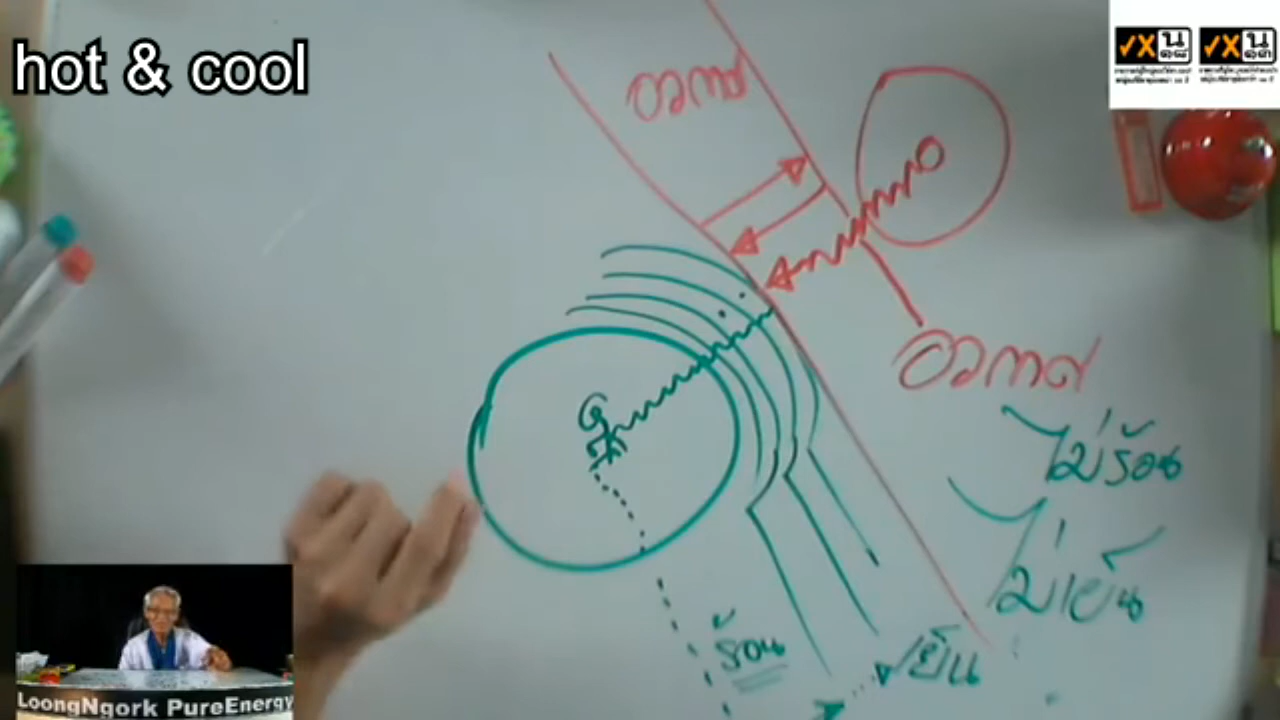 hot & cool
อวกาศ
อวกาศ
ไม่ร้อน
ไม่เย็น
ร้อน
เย็น
LoongNgork PureEnergy